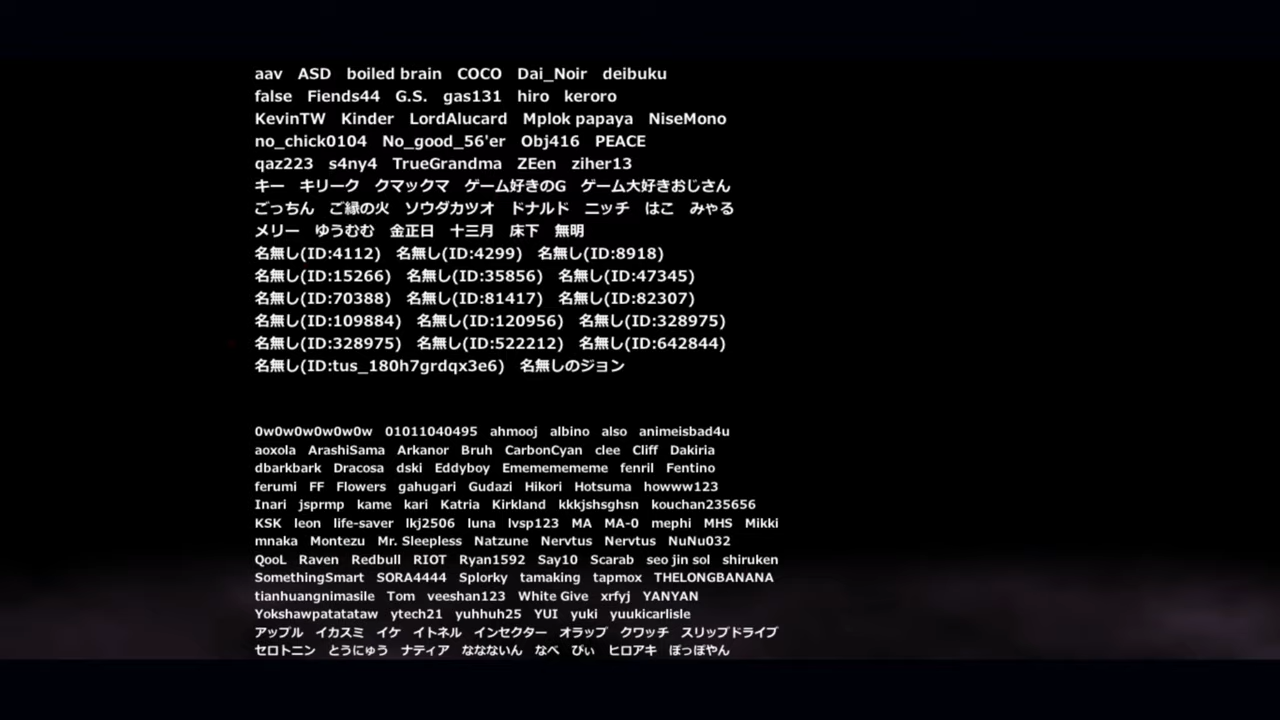 aav ASD boiled brain COCO Dai_Noir deibuku
false Fiends44 G.S. gas131 hiro keroro
KevinTW Kinder LordAlucard Mplok papaya NiseMono
no_chick0104 No_good_56'er Obj416 PEACE
qaz223 s4ny4 TrueGrandma ZEen ziher13
キー キリーク クマックマ ゲーム好きのG ゲーム大好きおじさん
ごっちん ご縁の火 ソウダカツオ ドナルド ニッチ はこ みゃる
メリー ゆうむむ 金正日 十三月 床下 無明
名無し(ID:4112) 名無し(ID:4299) 名無し(ID:8918)
名無し(ID:15266) 名無し(ID:35856) 名無し(ID:47345)
名無し(ID:70388) 名無し(ID:81417) 名無し(ID:82307)
名無し(ID:109884) 名無し(ID:120956) 名無し(ID:328975)
名無し(ID:328975) 名無し(ID:522212) 名無し(ID:642844)
名無し(ID:tus_180h7grdqx3e6) 名無しのジョン
0w0w0w0w0w0w 01011040495 ahmooj albino also animeisbad4u
aoxola ArashiSama Arkanor Bruh CarbonCyan clee Cliff Dakiria
dbarkbark Dracosa dski Eddyboy Emememememe fenril Fentino
ferumi FF Flowers gahugari Gudazi Hikori Hotsuma howww123
Inari jsprmp kame kari Katria Kirkland kkkjshsghsn kouchan235656
KSK leon life-saver lkj2506 luna lvsp123 MA MA-0 mephi MHS Mikki
mnaka Montezu Mr. Sleepless Natzune Nervtus Nervtus NuNu032
QooL Raven Redbull RIOT Ryan1592 Say10 Scarab seo jin sol shiruken
SomethingSmart SORA4444 Splorky tamaking tapmox THELONGBANANA
tianhuangnimasile Tom veeshan123 White Give xrfyj YANYAN
Yokshawpatatataw ytech21 yuhhuh25 YUI yuki yuukicarlisle
アップル イカスミ イケ イトネル インセクター オラップ クワッチ スリップドライブ
セロトニン とうにゅう ナティア ななないん なべ びぃ ヒロアキ ぽっぽやん